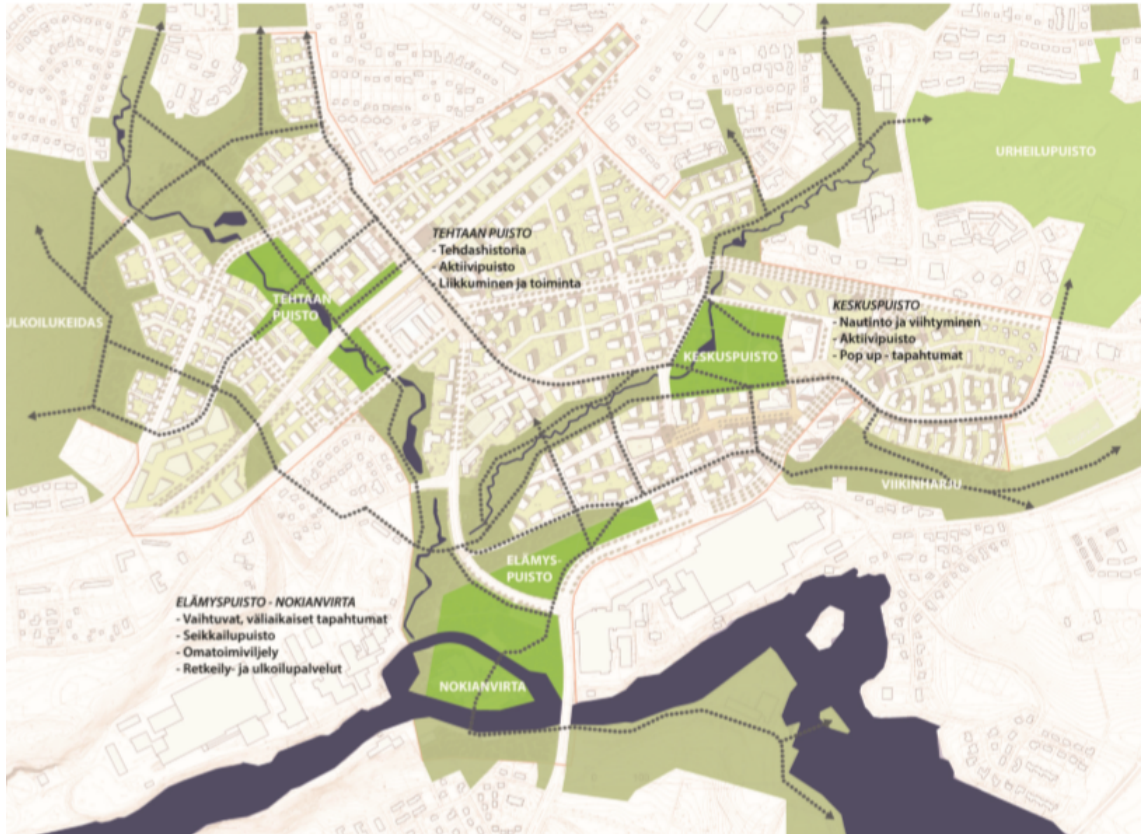 URHEILUPUISTO
TEHTAAN PUISTO
- Tehdashistoria
- Aktiivipuisto
- Liikkuminen ja toiminta
TEHTAAN
PUISTO
KESKUSPUISTO
- Nautinto ja viihtyminen
- Aktiivipuisto
- Pop up - tapahtumat
ULKOILUKEIDAS
KESKUSPUISTO
VIIKINHARJU
ELÄMYS-
PUISTO
ELÄMYSPUISTO - NOKIANVIRTA
- Vaihtuvat, väliaikaiset tapahtumat
- Seikkailupuisto
- Omatoimiviljely
- Retkeily- ja ulkoilupalvelut
NOKIANVIRTA